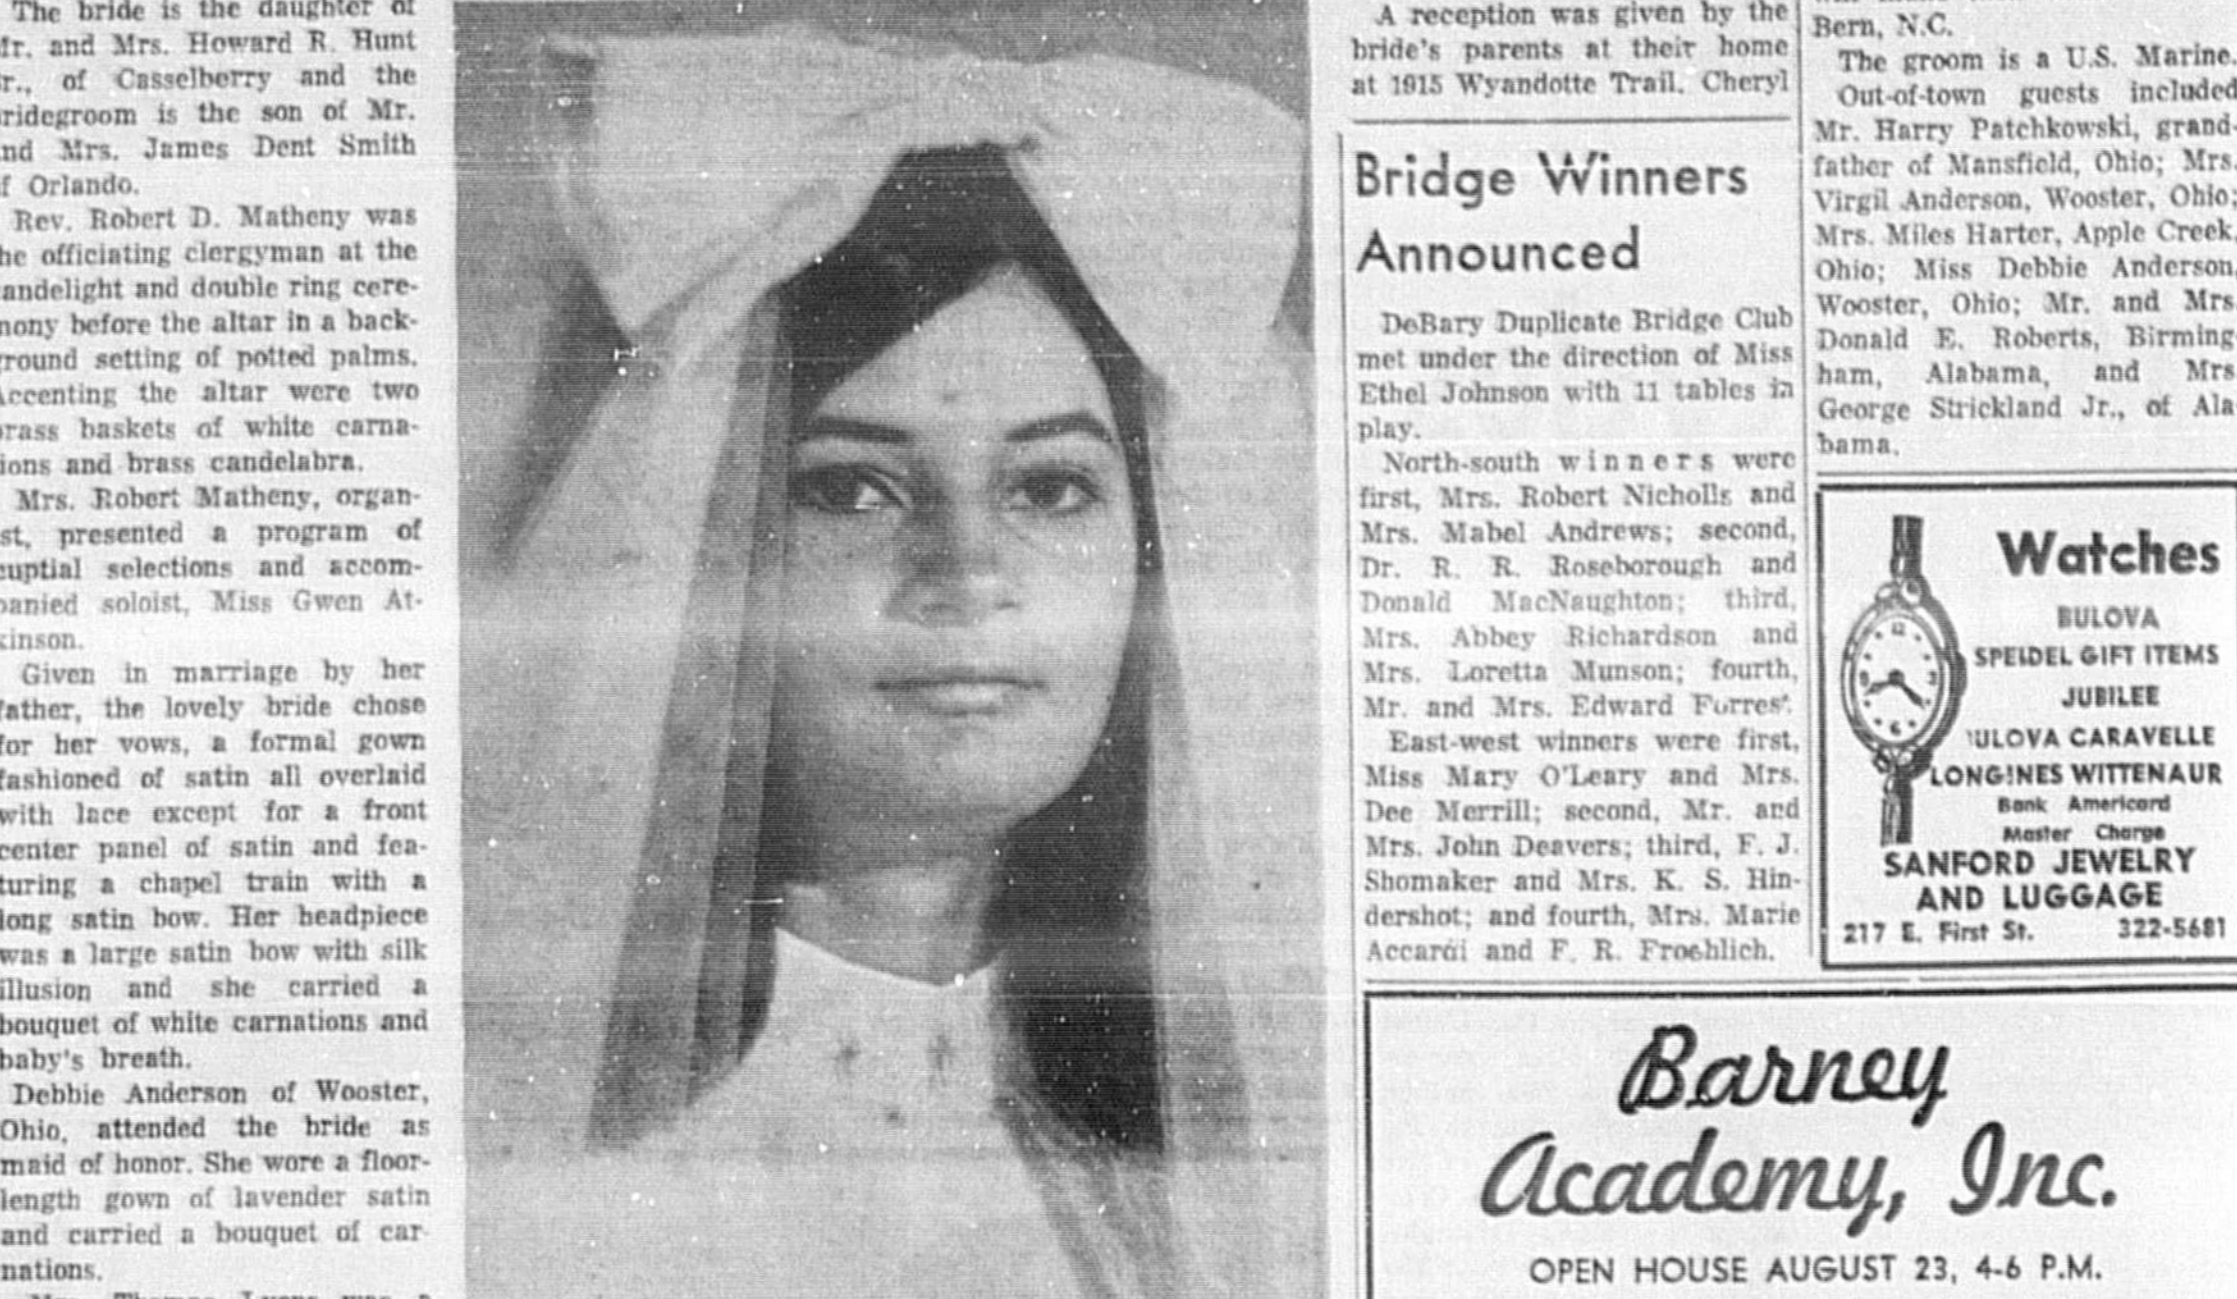 The bride is the daughter of
Mr. and Mrs. Howard R. Hunt
r., of Casselberry and the
ridegroom is the son of Mr.
nd Mrs. James Dent Smith
f Orlando.
Rev. Robert D. Matheny was
he officiating clergyman at the
andelight and double ring cere-
mony before the altar in a back-
ground setting of potted palms.
Accenting the altar were two
brass baskets of white carna-
tions and brass candelabra.
Mrs. Robert Matheny, organ-
st, presented a program of
nuptial selections and accom-
panied soloist, Miss Gwen At-
kinson.
Given in marriage by her
father, the lovely bride chose
for her vows, a formal gown
fashioned of satin all overlaid
with lace except for a front
center panel of satin and fea-
turing a chapel train with a
long satin bow. Her headpiece
was a large satin bow with silk
illusion and she carried a
bouquet of white carnations and
baby's breath.
Debbie Anderson of Wooster,
Ohio, attended the bride as
maid of honor. She wore a floor-
length gown of lavender satin
and carried a bouquet of car-
nations.
A reception was given by the
bride's parents at their home
at 1915 Wyandotte Trail. Cheryl
Bridge Winners
Announced
DeBary Duplicate Bridge Club
met under the direction of Miss
Ethel Johnson with 11 tables in
play.
North-south winners were
first, Mrs. Robert Nicholls and
Mrs. Mabel Andrews; second,
Dr. R. R. Roseborough and
Donald MacNaughton; third,
Mrs. Abbey Richardson and
Mrs. Loretta Munson; fourth,
Mr. and Mrs. Edward Forrest.
East-west winners were first,
Miss Mary O'Leary and Mrs.
Dee Merrill; second, Mr. and
Mrs. John Deavers; third, F. J.
Shomaker and Mrs. K. S. Hin-
dershot; and fourth, Mrs. Marie
Accardi and F. R. Froehlich.
Bern, N.C.
The groom is a U.S. Marine.
Out-of-town guests included
Mr. Harry Patchkowski, grand-
father of Mansfield, Ohio; Mrs.
Virgil Anderson, Wooster, Ohio;
Mrs. Miles Harter, Apple Creek,
Ohio; Miss Debbie Anderson,
Wooster, Ohio; Mr. and Mrs
Donald E. Roberts, Birming-
ham, Alabama, and Mrs
George Strickland Jr., of Ala
bama.
Watches
BULOVA
SPEIDEL GIFT ITEMS
JUBILEE
ULOVA CARAVELLE
LONGINES WITTENAUR
Bank Americard
Master Charge
SANFORD JEWELRY
AND LUGGAGE
217 E. First St. 322-5681
Barney
Academy, Inc.
OPEN HOUSE AUGUST 23, 4-6 P.M.